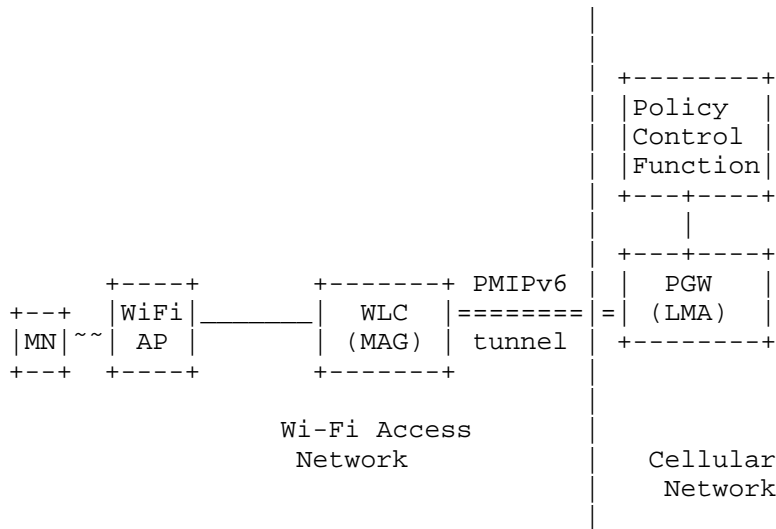 Policy
Control
Function
PMIPv6 PGW
WiFi WLC (LMA)
MN ~~ AP (MAG) tunnel
Wi-Fi Access
Network Cellular
Network